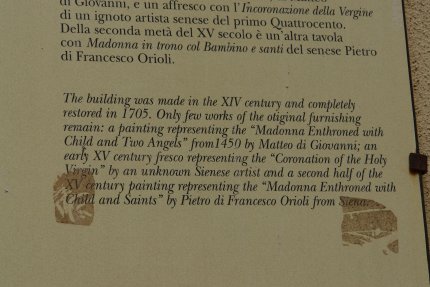 di Giovanni, e un affresco con l'Incoronazione della Vergine
di un ignoto artista senese del primo Quattrocento.
Della seconda metà del XV secolo è un'altra tavola
con Madonna in trono col Bambino e santi del senese Pietro
di Francesco Orioli.
The building was made in the XIV century and completely
restored in 1705. Only few works of the otiginal furnishing
remain: a painting representing the “Madonna Enthroned with
Child and Two Angels” from1450 by Matteo di Giovanni; an
early XV century fresco representing the “Coronation of the Holy
Virgin” by an unknown Sienese artist and a second half of the
XV century painting representing the “Madonna Enthroned with
Child and Saints” by Pietro di Francesco Orioli from Siena.